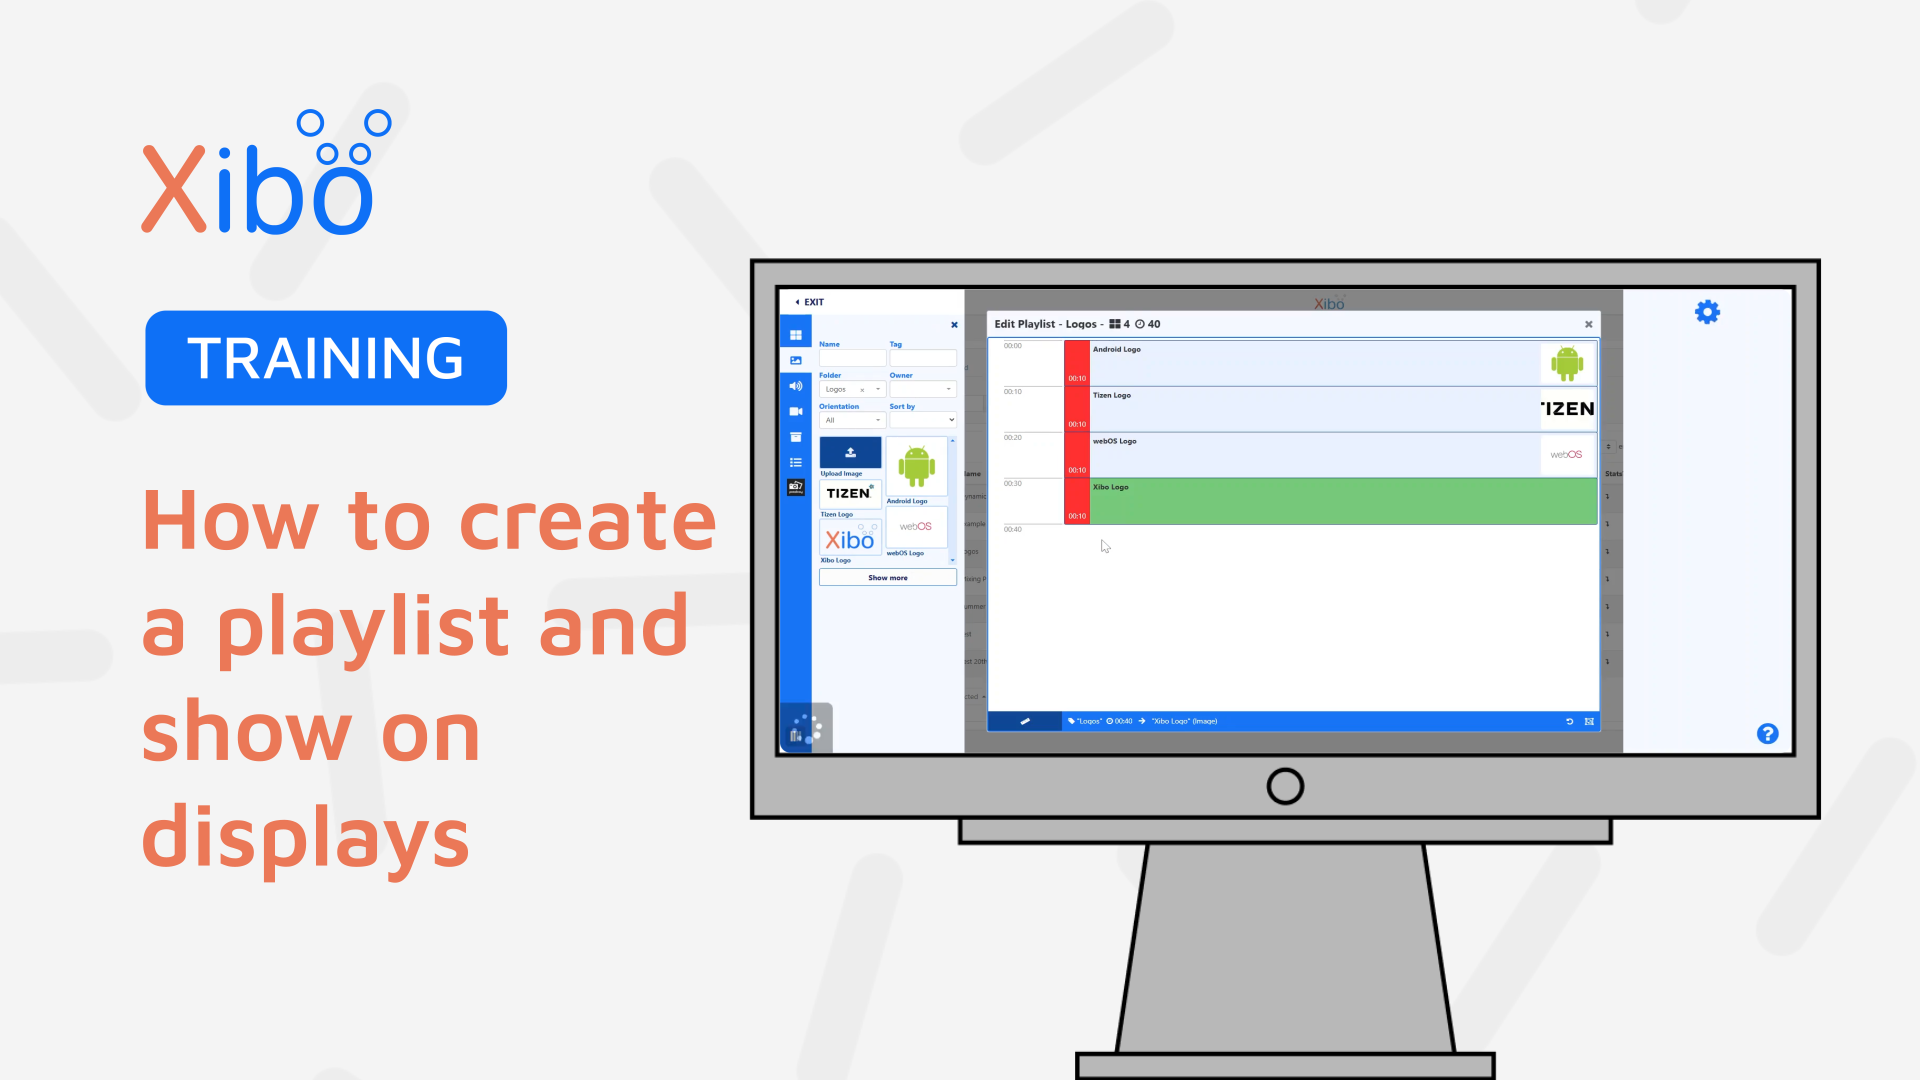 Xibo
TRAINING
How to create
a playlist and
show on
displays
EXIT
Name
Tag
Folder
Owner
Logos ×
Orientation
Sort by
All
Upload Image
Android Logo
TIZEN
Tizen Logo
webOS
webOS Logo
Xibo
Xibo Logo
Show more
Xibo
Edit Playlist - Logos - 4 40
00:00
Android Logo
00:10
00:10
Tizen Logo
TIZEN
00:10
00:20
webOS Logo
webOS
00:10
00:30
Xibo Logo
00:10
00:40
"Logos" 00:40 → "Xibo Logo" (Image)